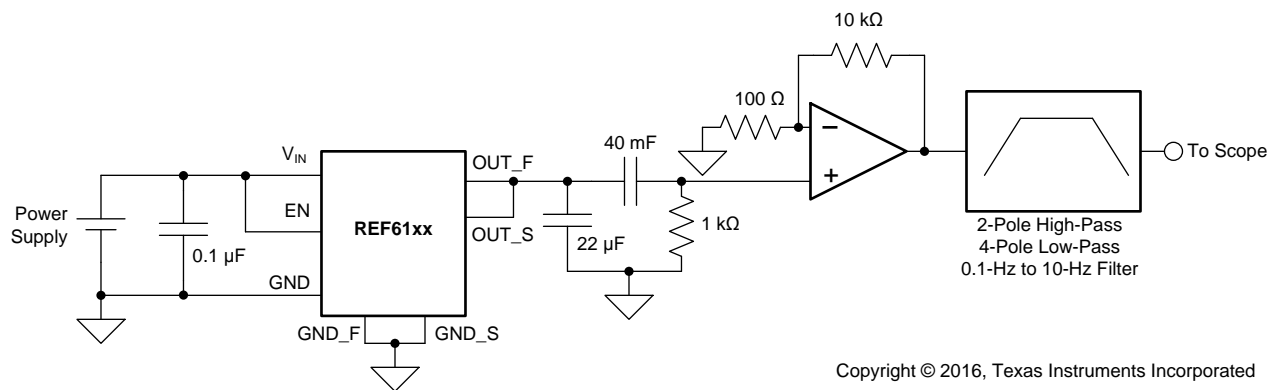 10 kΩ
100 Ω
40 mF
To Scope
V_IN
OUT_F
Power
Supply
EN
REF61xx
0.1 µF
OUT_S
22 µF
1 kΩ
2-Pole High-Pass
4-Pole Low-Pass
0.1-Hz to 10-Hz Filter
GND
GND_F
GND_S
Copyright © 2016, Texas Instruments Incorporated